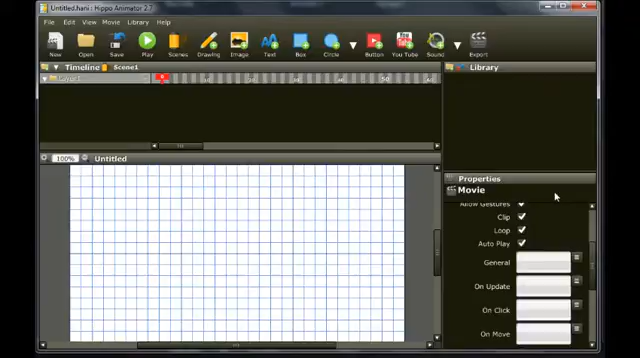 Untitled.hani : Hippo Animator 2.7
File Edit View Movie Library Help
New Open Save Play Scenes Drawing Image Text Box Circle Button You Tube Sound Export
Timeline Scene1
Library
Layer1
50
100% Untitled
Properties
Movie
Allow Gestures
Clip
Loop
Auto Play
General
On Update
On Click
On Move